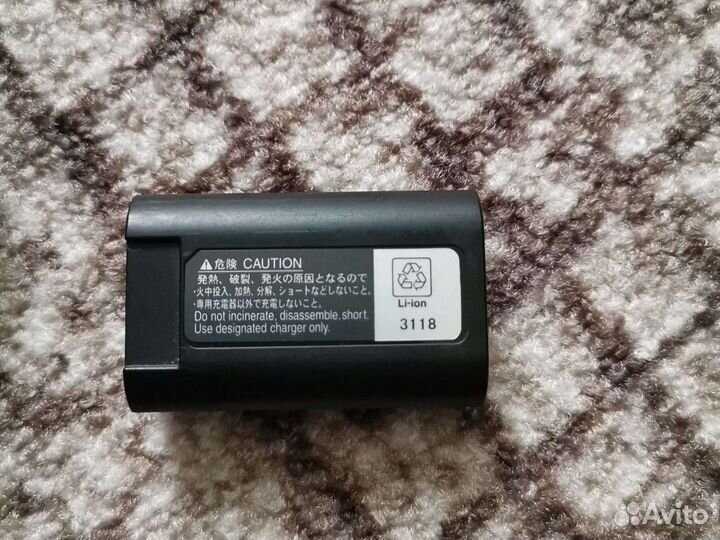 ⚠危険 CAUTION
発熱、破裂、発火の原因となるので
・火中投入、加熱、分解、ショートなどしないこと。
・専用充電器以外で充電しないこと。
Do not incinerate, disassemble, short.
Use designated charger only.
Li-ion
3118
Avito